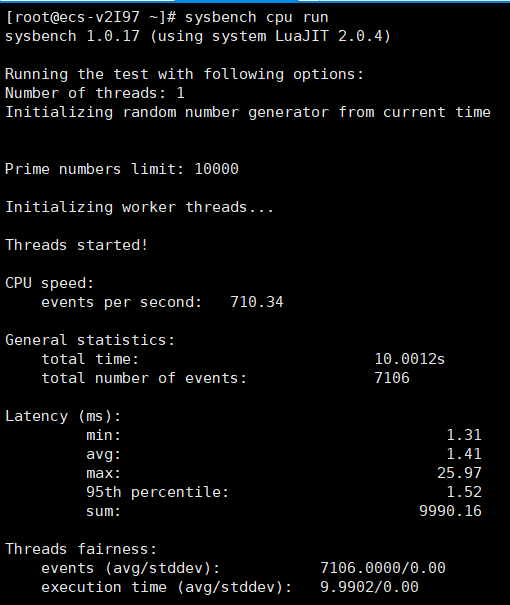 [root@ecs-v2I97 ~]# sysbench cpu run
sysbench 1.0.17 (using system LuaJIT 2.0.4)
Running the test with following options:
Number of threads: 1
Initializing random number generator from current time
Prime numbers limit: 10000
Initializing worker threads...
Threads started!
CPU speed:
events per second: 710.34
General statistics:
total time: 10.0012s
total number of events: 7106
Latency (ms):
min: 1.31
avg: 1.41
max: 25.97
95th percentile: 1.52
sum: 9990.16
Threads fairness:
events (avg/stddev): 7106.0000/0.00
execution time (avg/stddev): 9.9902/0.00